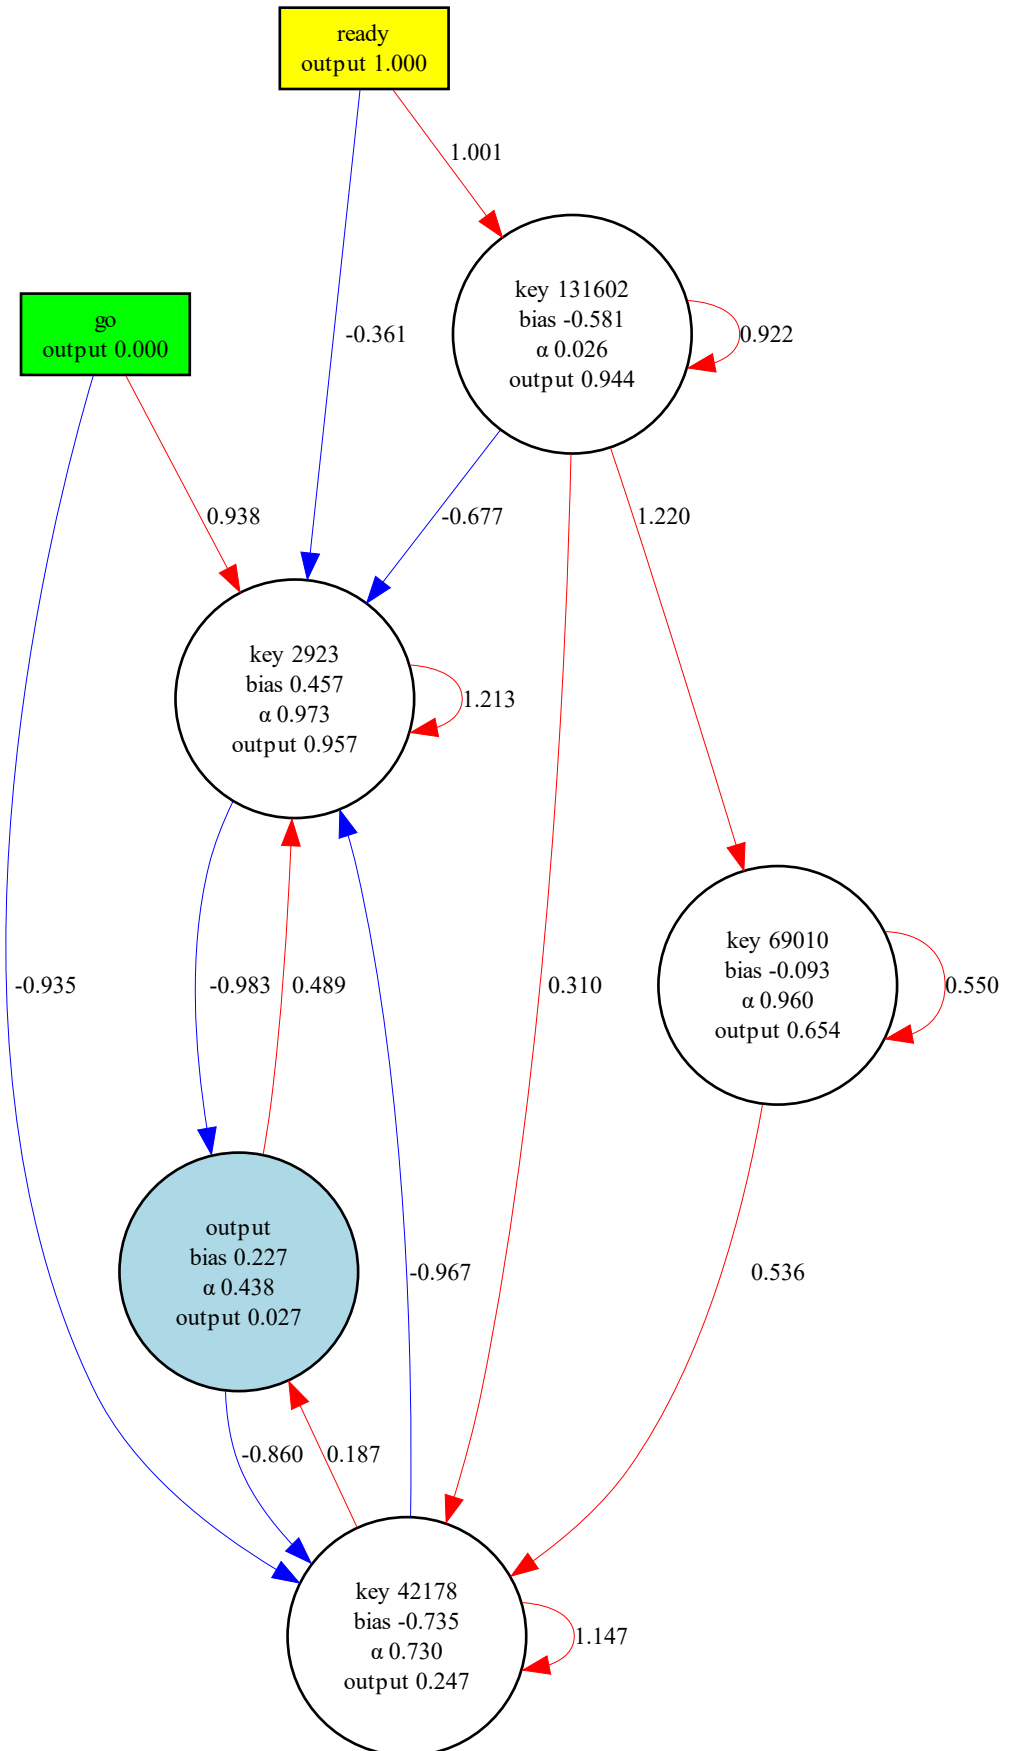 ready
output 1.000
1.001
key 131602
bias -0.581
α 0.026
output 0.944
0.922
go
output 0.000
-0.361
0.938
-0.677
1.220
key 2923
bias 0.457
α 0.973
output 0.957
1.213
key 69010
bias -0.093
α 0.960
output 0.654
0.550
-0.935
-0.983
0.489
0.310
output
bias 0.227
α 0.438
output 0.027
-0.967
0.536
-0.860
0.187
key 42178
bias -0.735
α 0.730
output 0.247
1.147